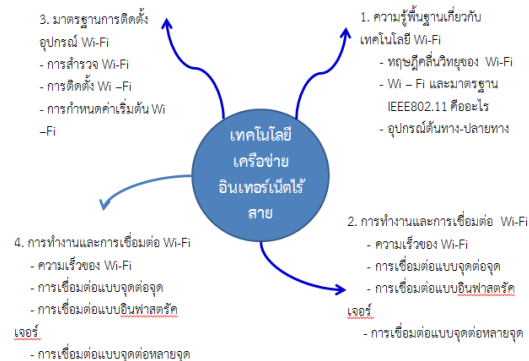 3. มาตรฐานการติดตั้ง
อุปกรณ์ Wi-Fi
- การสำรวจ Wi-Fi
- การติดตั้ง Wi –Fi
- การกำหนดค่าเริ่มต้น Wi
–Fi
1. ความรู้พื้นฐานเกี่ยวกับ
เทคโนโลยี Wi-Fi
- ทฤษฎีคลื่นวิทยุของ Wi-Fi
- Wi – Fi และมาตรฐาน
IEEE802.11 คืออะไร
- อุปกรณ์ต้นทาง-ปลายทาง
เทคโนโลยี
เครือข่าย
อินเทอร์เน็ตไร้
สาย
2. การทำงานและการเชื่อมต่อ Wi-Fi
- ความเร็วของ Wi-Fi
- การเชื่อมต่อแบบจุดต่อจุด
- การเชื่อมต่อแบบอินฟาสตรัค
เจอร์
- การเชื่อมต่อแบบจุดต่อหลายจุด
4. การทำงานและการเชื่อมต่อ Wi-Fi
- ความเร็วของ Wi-Fi
- การเชื่อมต่อแบบจุดต่อจุด
- การเชื่อมต่อแบบอินฟาสตรัค
เจอร์
- การเชื่อมต่อแบบจุดต่อหลายจุด